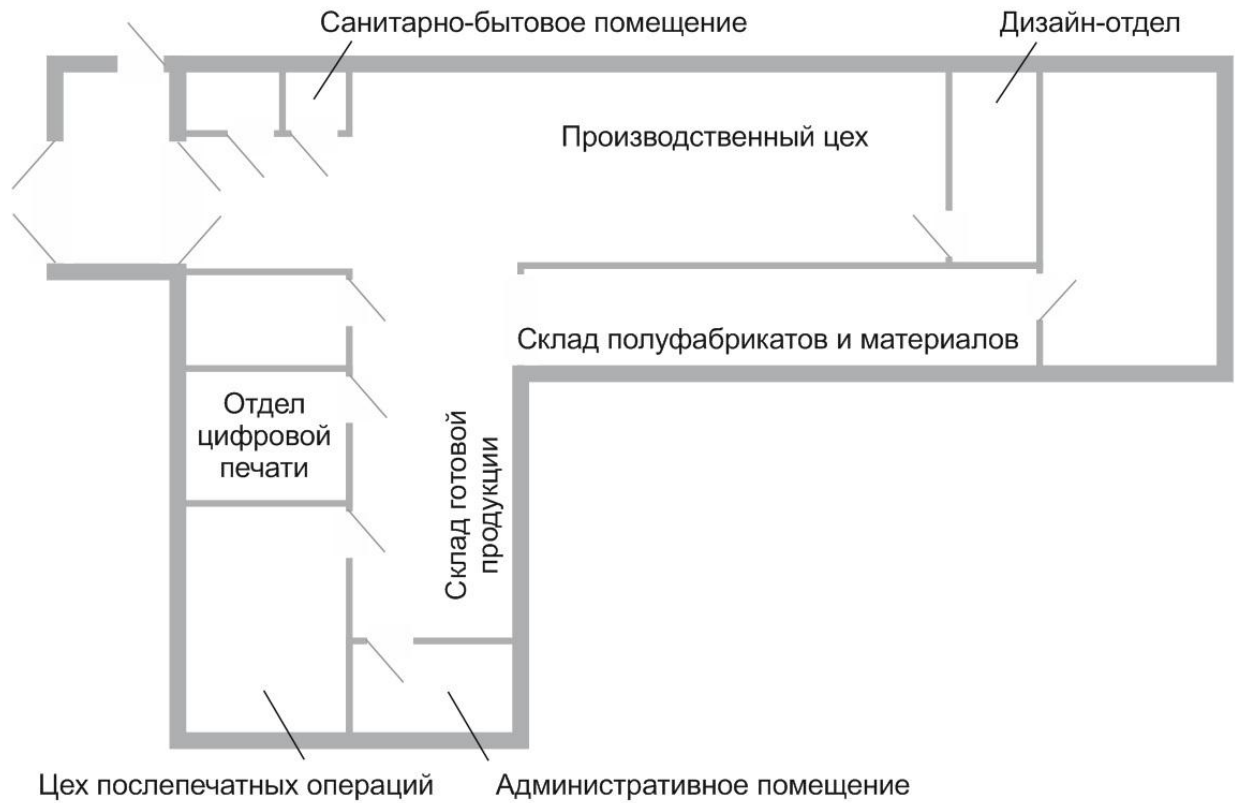 Санитарно-бытовое помещение
Дизайн-отдел
Производственный цех
Склад полуфабрикатов и материалов
Отдел
цифровой
печати
Склад готовой
продукции
Цех послепечатных операций
Административное помещение